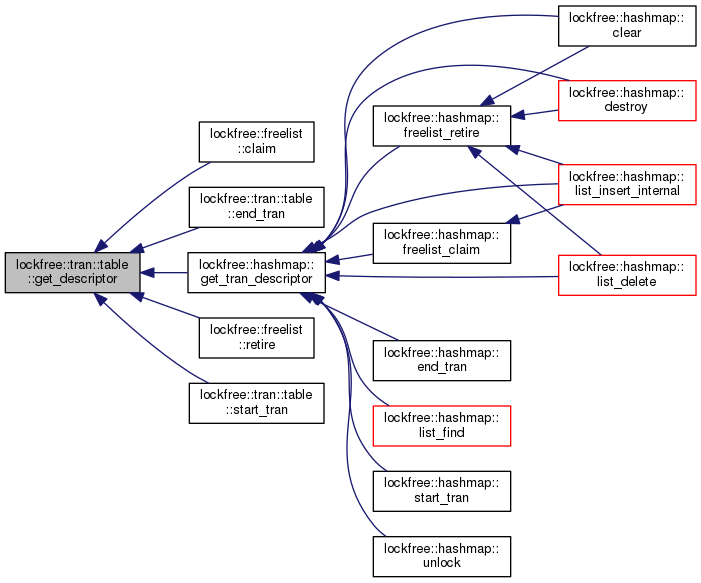 lockfree::tran::table
::get_descriptor
lockfree::freelist
::claim
lockfree::tran::table
::end_tran
lockfree::hashmap::
get_tran_descriptor
lockfree::freelist
::retire
lockfree::tran::table
::start_tran
lockfree::hashmap::
freelist_retire
lockfree::hashmap::
freelist_claim
lockfree::hashmap::
end_tran
lockfree::hashmap::
list_find
lockfree::hashmap::
start_tran
lockfree::hashmap::
unlock
lockfree::hashmap::
clear
lockfree::hashmap::
destroy
lockfree::hashmap::
list_insert_internal
lockfree::hashmap::
list_delete